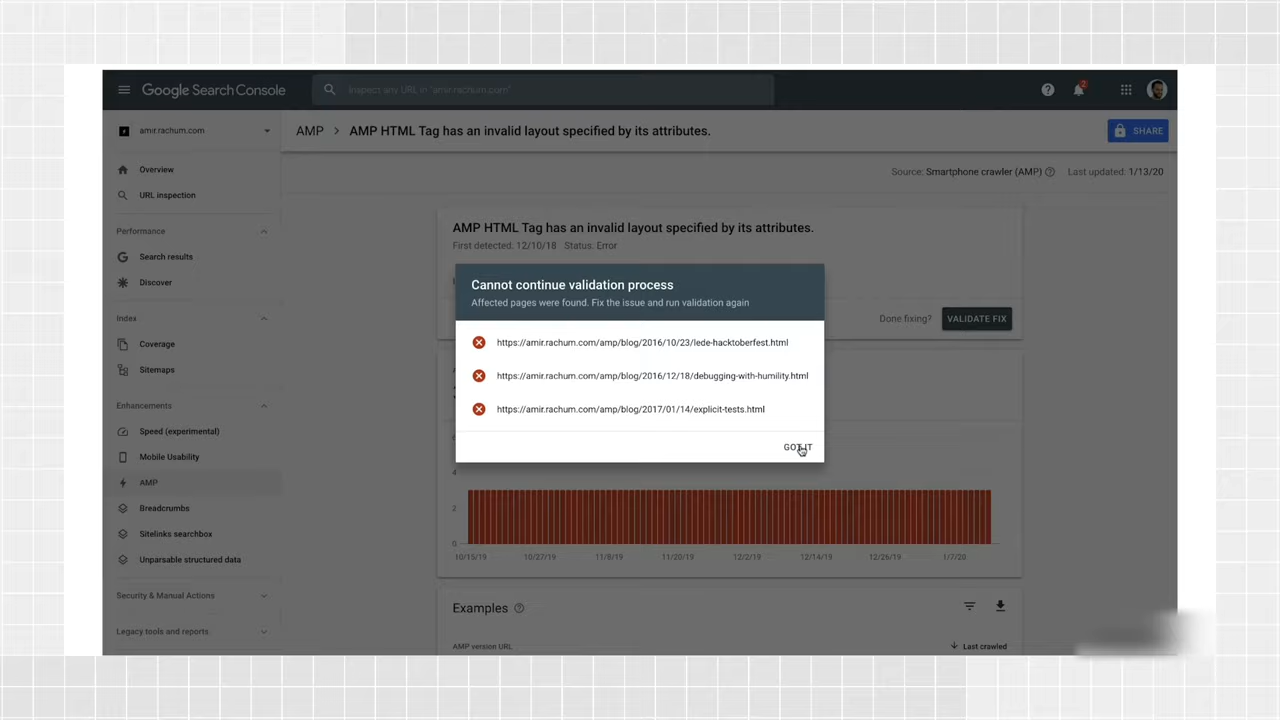 Google Search Console
Inspect any URL in "amir.rachum.com"
2
amir.rachum.com
AMP > AMP HTML Tag has an invalid layout specified by its attributes.
SHARE
Source: Smartphone crawler (AMP) ? Last updated: 1/13/20
Overview
URL inspection
Performance
Search results
Discover
Index
Coverage
Sitemaps
Enhancements
Speed (experimental)
Mobile Usability
AMP
Breadcrumbs
Sitelinks searchbox
Unparsable structured data
Security & Manual Actions
Legacy tools and reports
AMP HTML Tag has an invalid layout specified by its attributes.
First detected: 12/10/18 Status: Error
Done fixing?
VALIDATE FIX
Cannot continue validation process
Affected pages were found. Fix the issue and run validation again
https://amir.rachum.com/amp/blog/2016/10/23/lede-hacktoberfest.html
https://amir.rachum.com/amp/blog/2016/12/18/debugging-with-humility.html
https://amir.rachum.com/amp/blog/2017/01/14/explicit-tests.html
GOT IT
4
2
0
10/15/19 10/27/19 11/8/19 11/20/19 12/2/19 12/14/19 12/26/19 1/7/20
Examples ?
AMP version URL
Last crawled